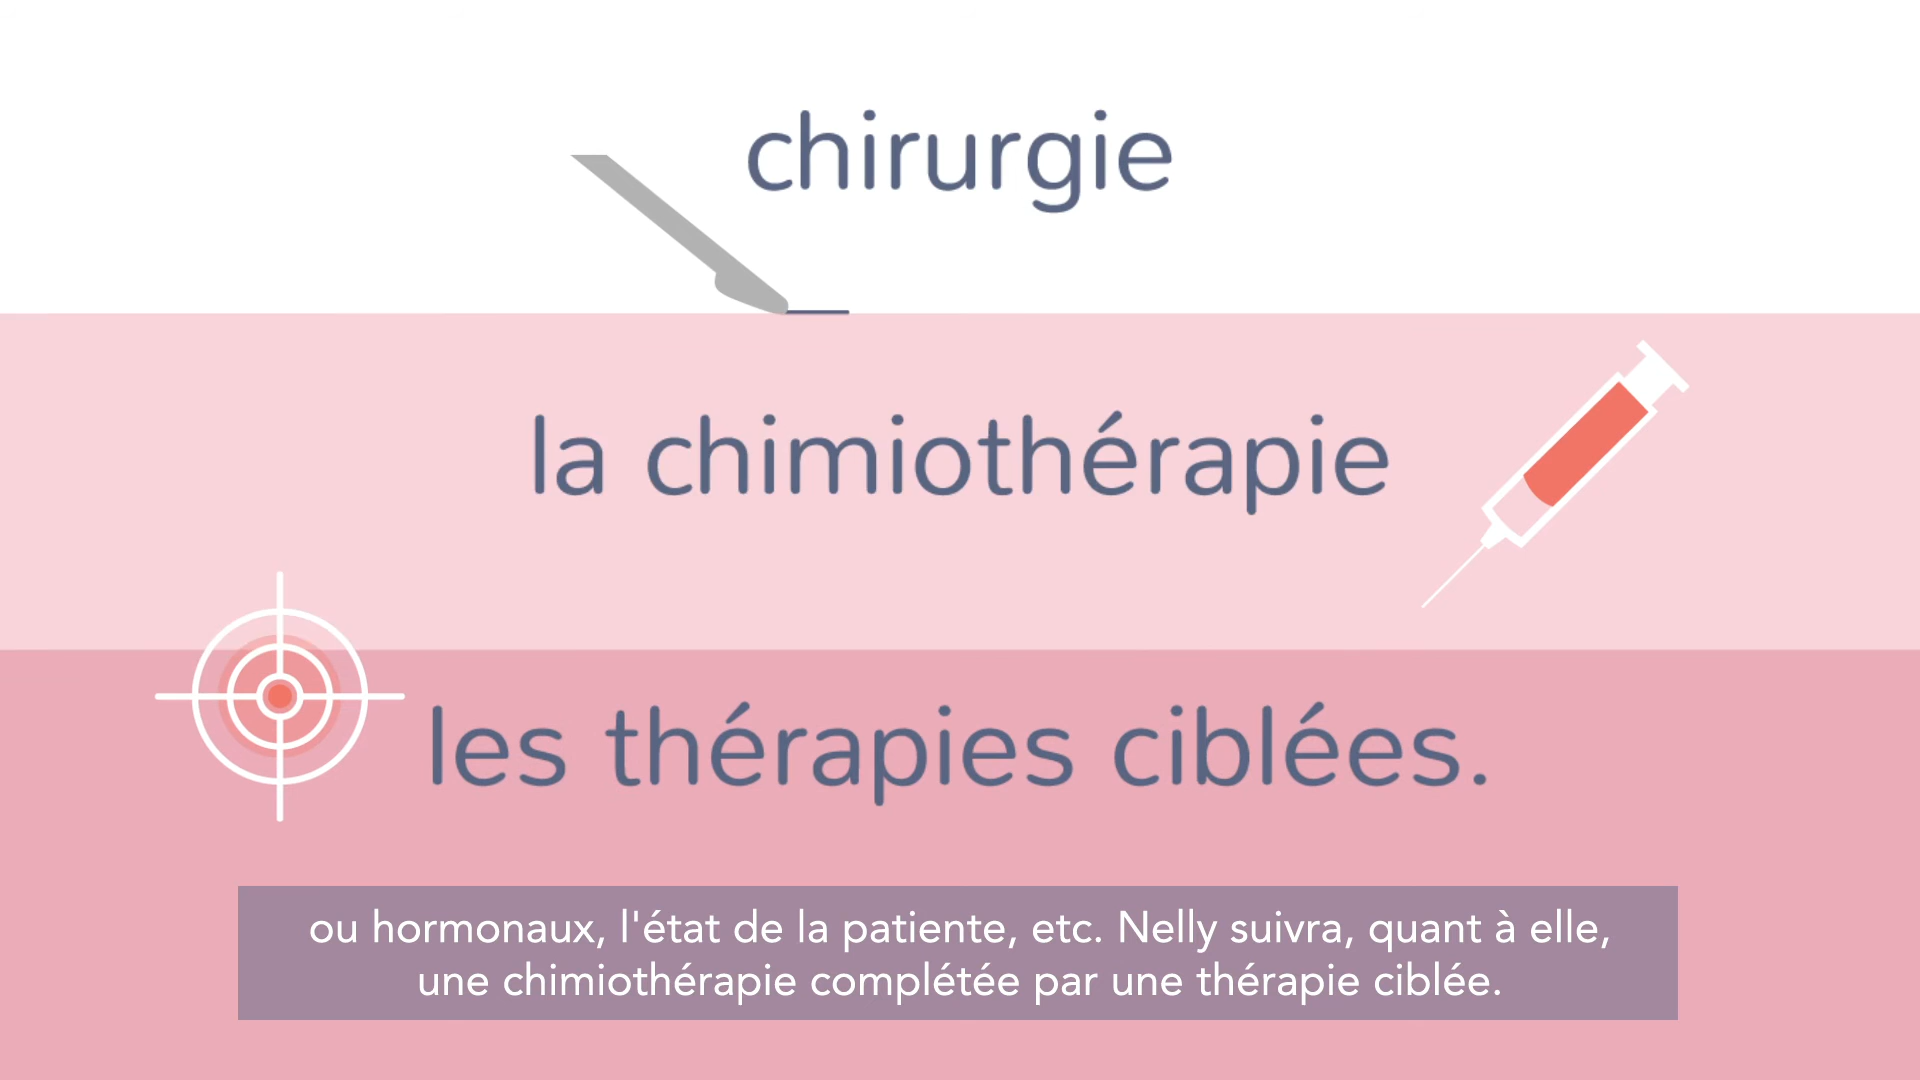 chirurgie
la chimiothérapie
les thérapies ciblées.
ou hormonaux, l'état de la patiente, etc. Nelly suivra, quant à elle,
une chimiothérapie complétée par une thérapie ciblée.